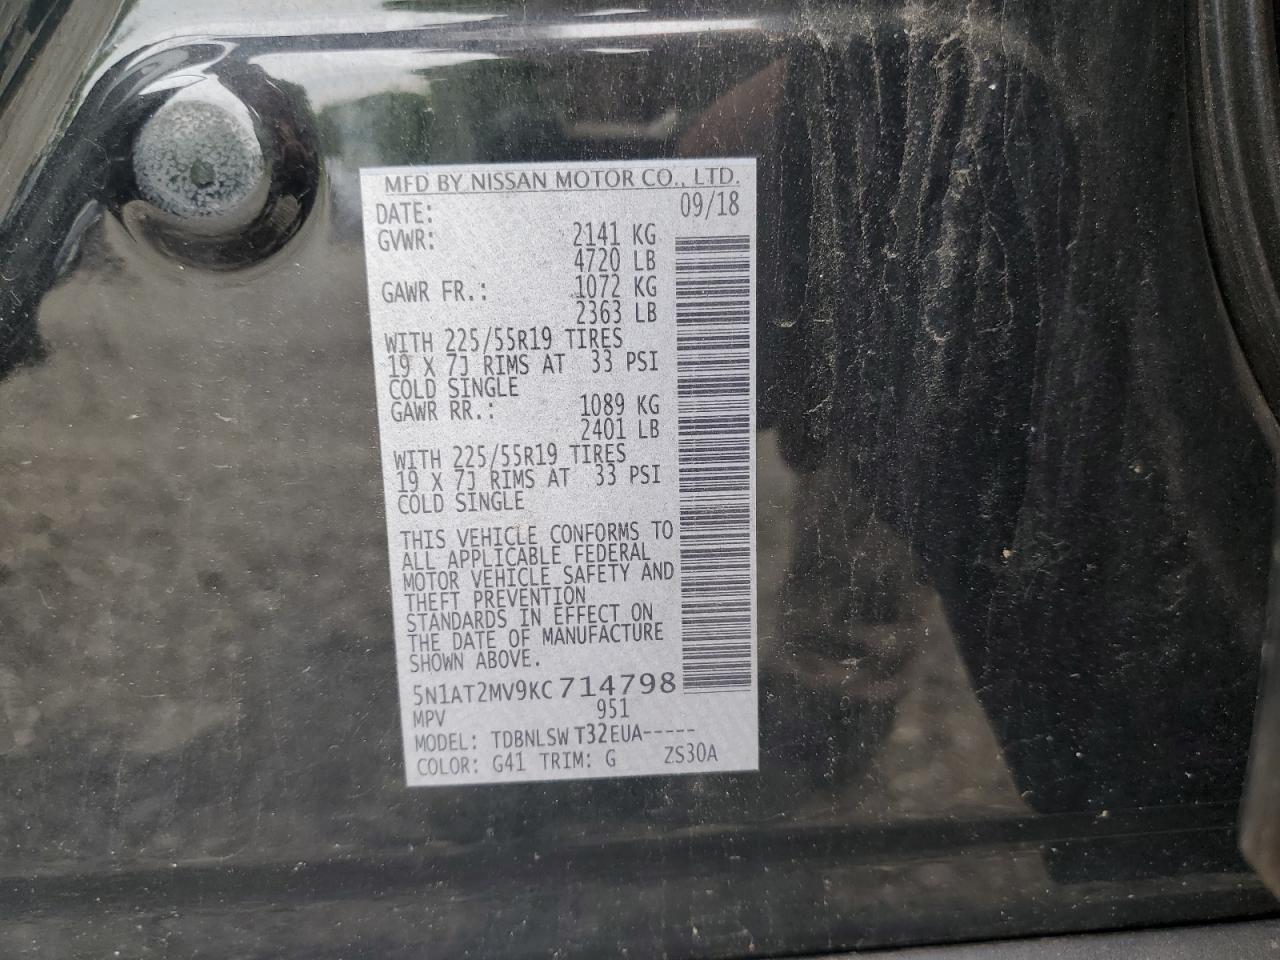 MFD BY NISSAN MOTOR CO., LTD.
DATE: 09/18
GVWR: 2141 KG
4720 LB
GAWR FR.: 1072 KG
2363 LB
WITH 225/55R19 TIRES
19 X 7J RIMS AT 33 PSI
COLD SINGLE
GAWR RR.: 1089 KG
2401 LB
WITH 225/55R19 TIRES
19 X 7J RIMS AT 33 PSI
COLD SINGLE
THIS VEHICLE CONFORMS TO
ALL APPLICABLE FEDERAL
MOTOR VEHICLE SAFETY AND
THEFT PREVENTION
STANDARDS IN EFFECT ON
THE DATE OF MANUFACTURE
SHOWN ABOVE.
5N1AT2MV9KC714798
MPV 951
MODEL: TDBNLSW T32EUA-----
COLOR: G41 TRIM: G ZS30A